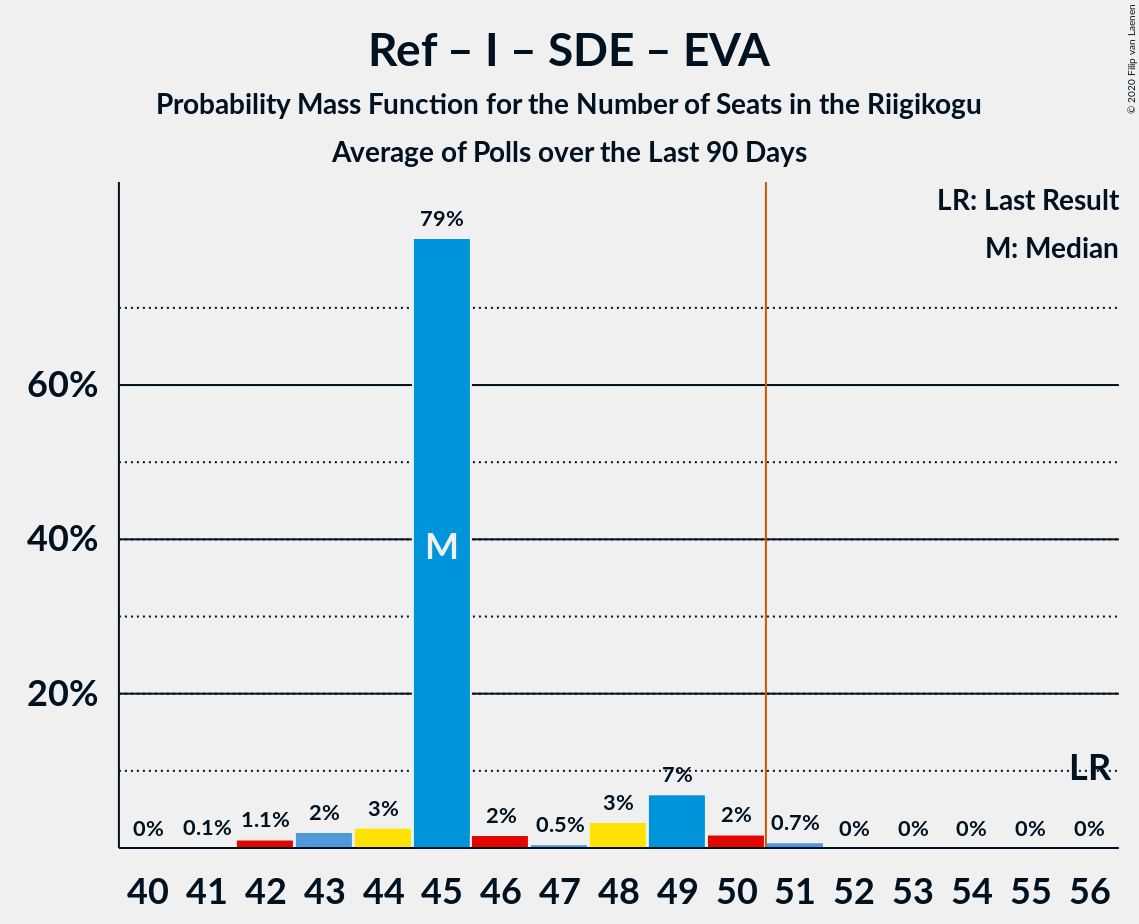 Ref – I – SDE – EVA
Probability Mass Function for the Number of Seats in the Riigikogu
Average of Polls over the Last 90 Days
© 2020 Filip van Laenen
LR: Last Result
M: Median
79%
60%
40%
M
20%
LR
0% 0.1% 1.1% 2% 3% 2% 0.5% 3% 7% 2% 0.7% 0% 0% 0% 0% 0%
40 41 42 43 44 45 46 47 48 49 50 51 52 53 54 55 56